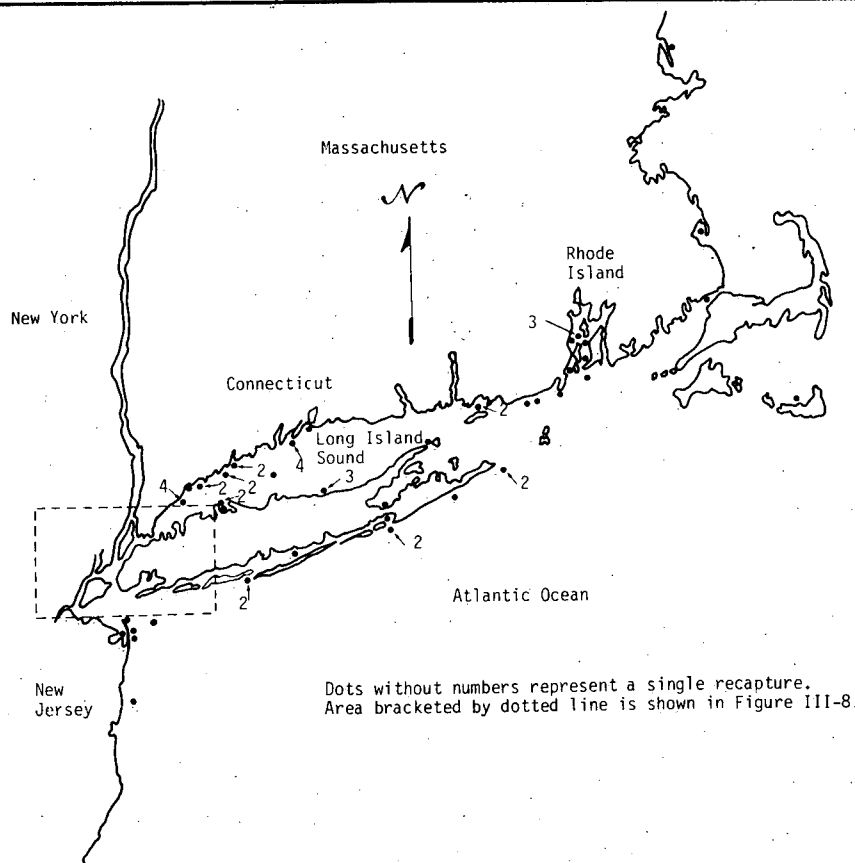 Massachusetts
N
Rhode
Island
New York
3
Connecticut
2
Long Island
Sound
4
2
2
2
2
3
4
2
2
2
Atlantic Ocean
New
Jersey
Dots without numbers represent a single recapture.
Area bracketed by dotted line is shown in Figure III-8.